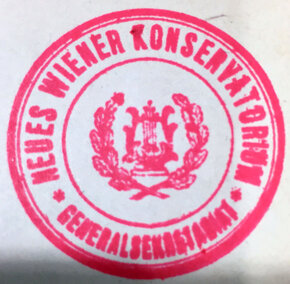 NEUES WIENER KONSERVATORIUM
* GENERALSEKRETARIAT *